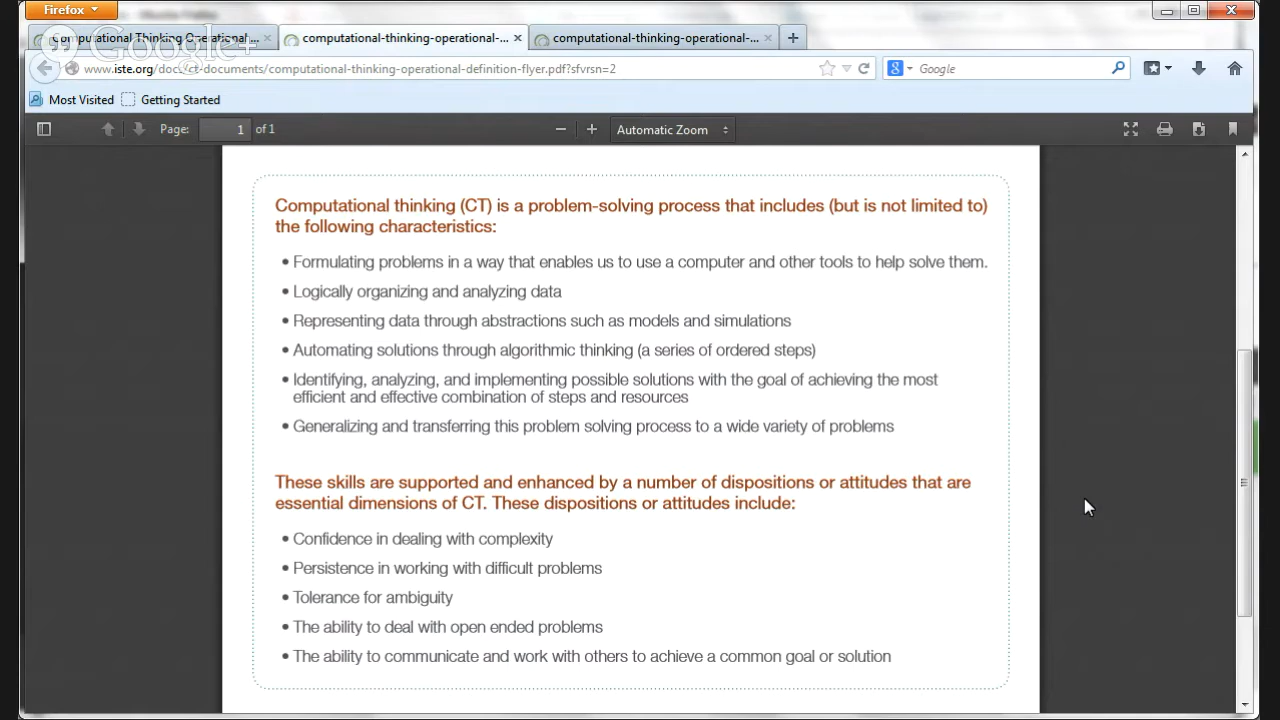 Firefox
Computational Thinking Operational ...
computational-thinking-operational-...
computational-thinking-operational-...
Google+
www.iste.org/docs/ct-documents/computational-thinking-operational-definition-flyer.pdf?sfvrsn=2
Google
Most Visited
Getting Started
Page: 1 of 1
Automatic Zoom
Computational thinking (CT) is a problem-solving process that includes (but is not limited to)
the following characteristics:
• Formulating problems in a way that enables us to use a computer and other tools to help solve them.
• Logically organizing and analyzing data
• Representing data through abstractions such as models and simulations
• Automating solutions through algorithmic thinking (a series of ordered steps)
• Identifying, analyzing, and implementing possible solutions with the goal of achieving the most
efficient and effective combination of steps and resources
• Generalizing and transferring this problem solving process to a wide variety of problems
These skills are supported and enhanced by a number of dispositions or attitudes that are
essential dimensions of CT. These dispositions or attitudes include:
• Confidence in dealing with complexity
• Persistence in working with difficult problems
• Tolerance for ambiguity
• The ability to deal with open ended problems
• The ability to communicate and work with others to achieve a common goal or solution